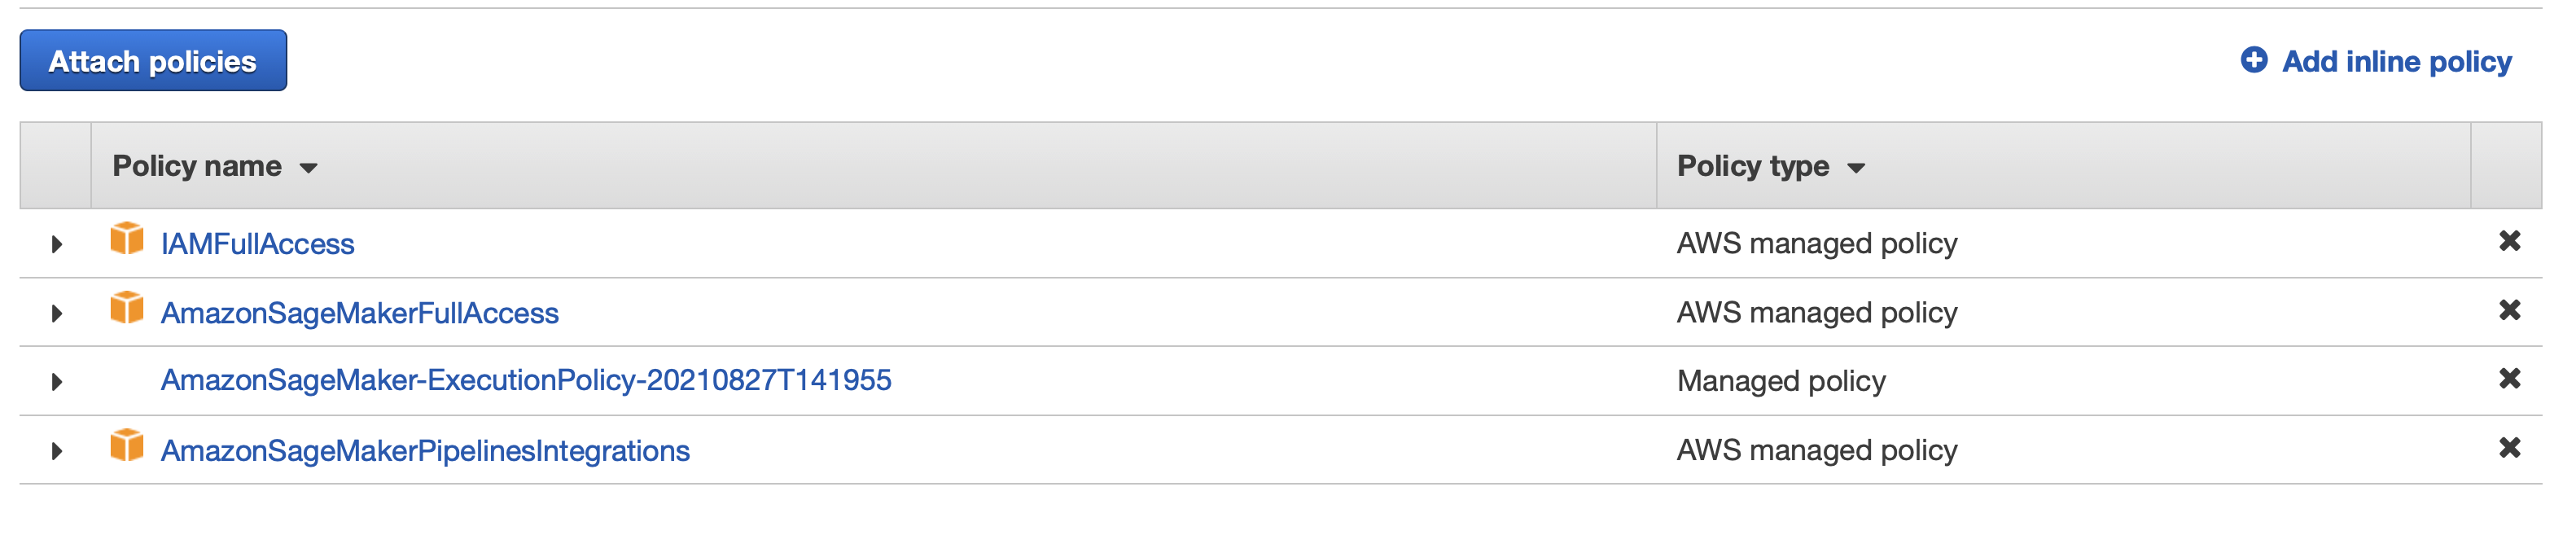 Attach policies
Add inline policy
Policy name
Policy type
IAMFullAccess
AWS managed policy
AmazonSageMakerFullAccess
AWS managed policy
AmazonSageMaker-ExecutionPolicy-20210827T141955
Managed policy
AmazonSageMakerPipelinesIntegrations
AWS managed policy